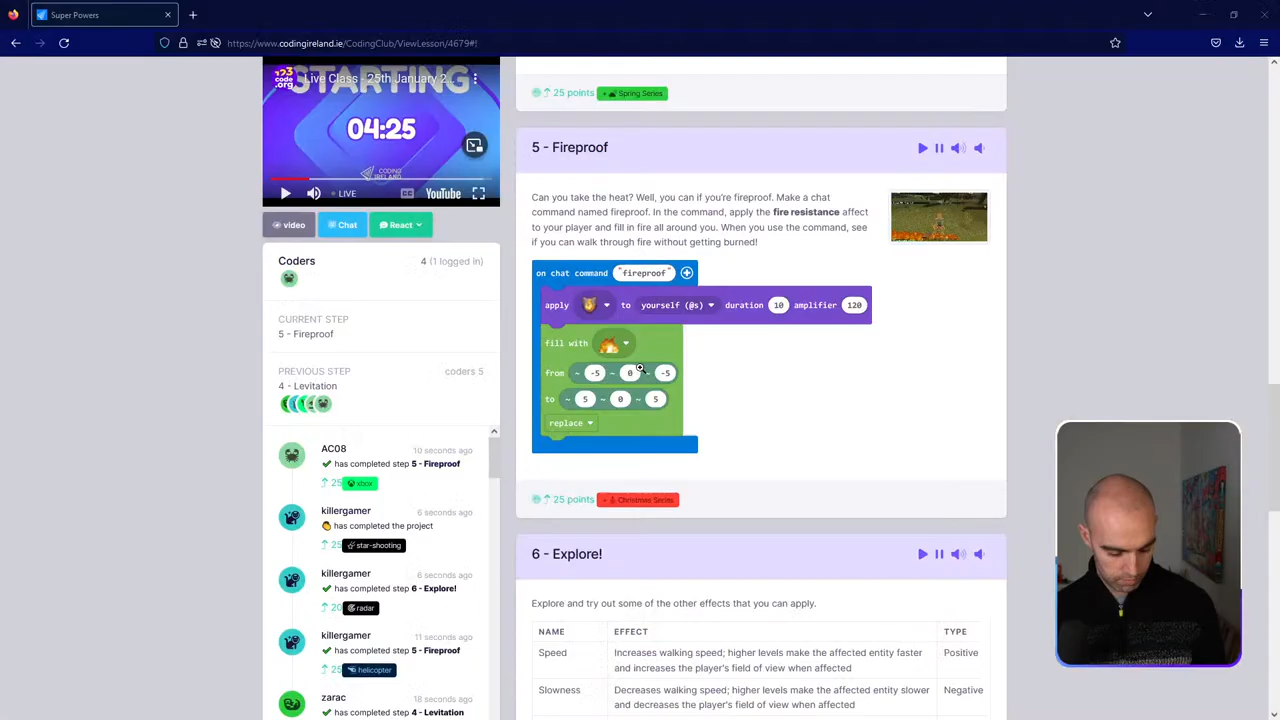 Super Powers
https://www.codingireland.ie/CodingClub/ViewLesson/4679#!
STARTING
123
code
.org
Live Class - 25th January 2...
04:25
CODING
IRELAND
LIVE
YouTube
video
Chat
React
Coders
4 (1 logged in)
CURRENT STEP
5 - Fireproof
PREVIOUS STEP
coders 5
4 - Levitation
AC08
10 seconds ago
has completed step 5 - Fireproof
25 xbox
killergamer
6 seconds ago
has completed the project
25 star-shooting
killergamer
6 seconds ago
has completed step 6 - Explore!
20 radar
killergamer
11 seconds ago
has completed step 5 - Fireproof
25 helicopter
zarac
18 seconds ago
has completed step 4 - Levitation
25 points + Spring Series
5 - Fireproof
Can you take the heat? Well, you can if you're fireproof. Make a chat
command named fireproof. In the command, apply the fire resistance affect
to your player and fill in fire all around you. When you use the command, see
if you can walk through fire without getting burned!
on chat command "fireproof"
apply to yourself (@s) duration 10 amplifier 120
fill with
from ~ -5 ~ 0 ~ -5
to ~ 5 ~ 0 ~ 5
replace
25 points + Christmas Series
6 - Explore!
Explore and try out some of the other effects that you can apply.
NAME EFFECT TYPE
Speed Increases walking speed; higher levels make the affected entity faster Positive
and increases the player's field of view when affected
Slowness Decreases walking speed; higher levels make the affected entity slower Negative
and decreases the player's field of view when affected